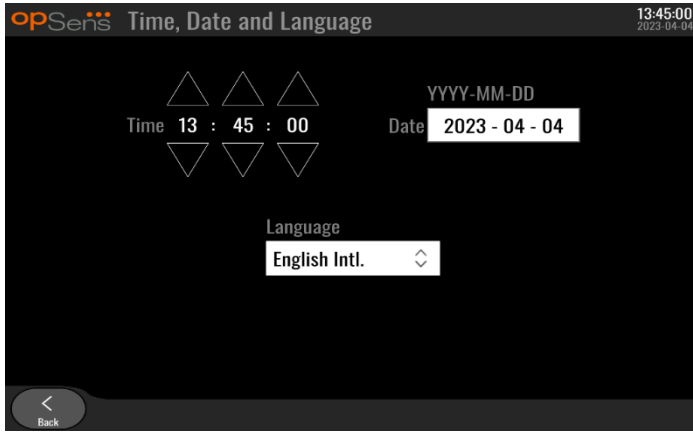 opSens Time, Date and Language
13:45:00
2023-04-04
YYYY-MM-DD
Time 13 : 45 : 00
Date 2023 - 04 - 04
Language
English Intl.
Back